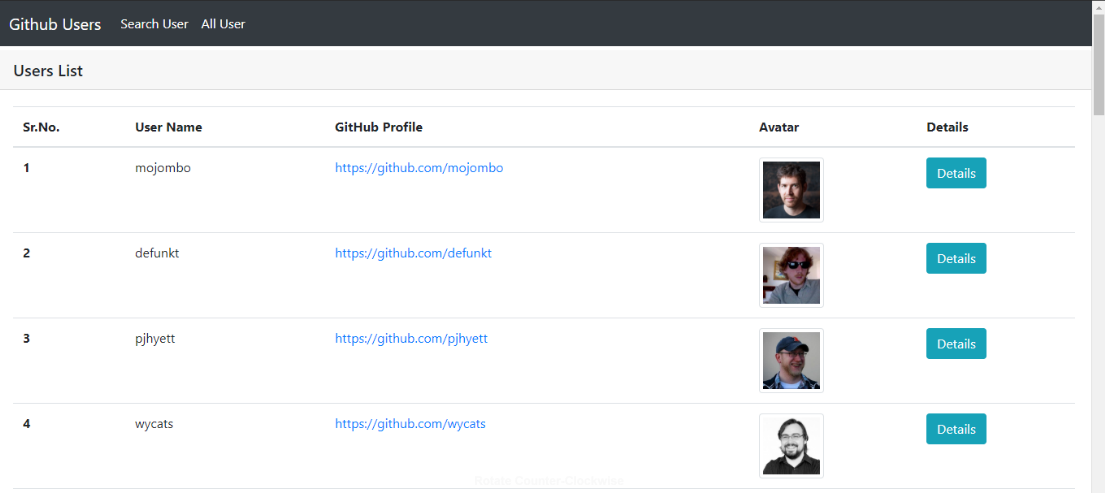 Github Users Search User All User
Users List
Sr.No. User Name GitHub Profile Avatar Details
1 mojombo https://github.com/mojombo Details
2 defunkt https://github.com/defunkt Details
3 pjhyett https://github.com/pjhyett Details
4 wycats https://github.com/wycats Details
Rotate Counter-Clockwise